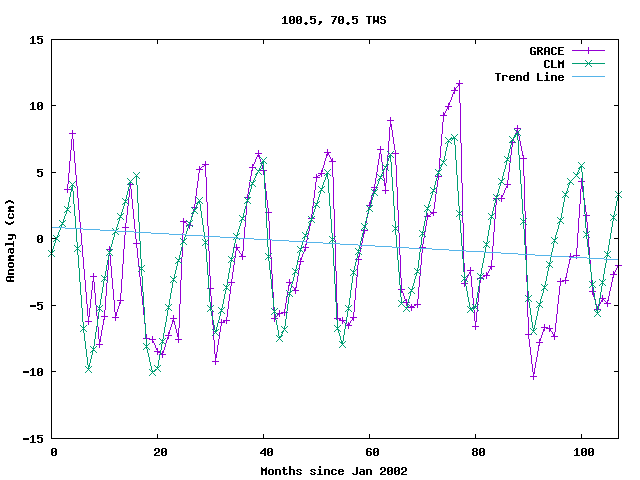 100.5, 70.5 TWS
GRACE
CLM
Trend Line
15
10
5
0
-5
-10
-15
Anomaly (cm)
0 20 40 60 80 100
Months since Jan 2002